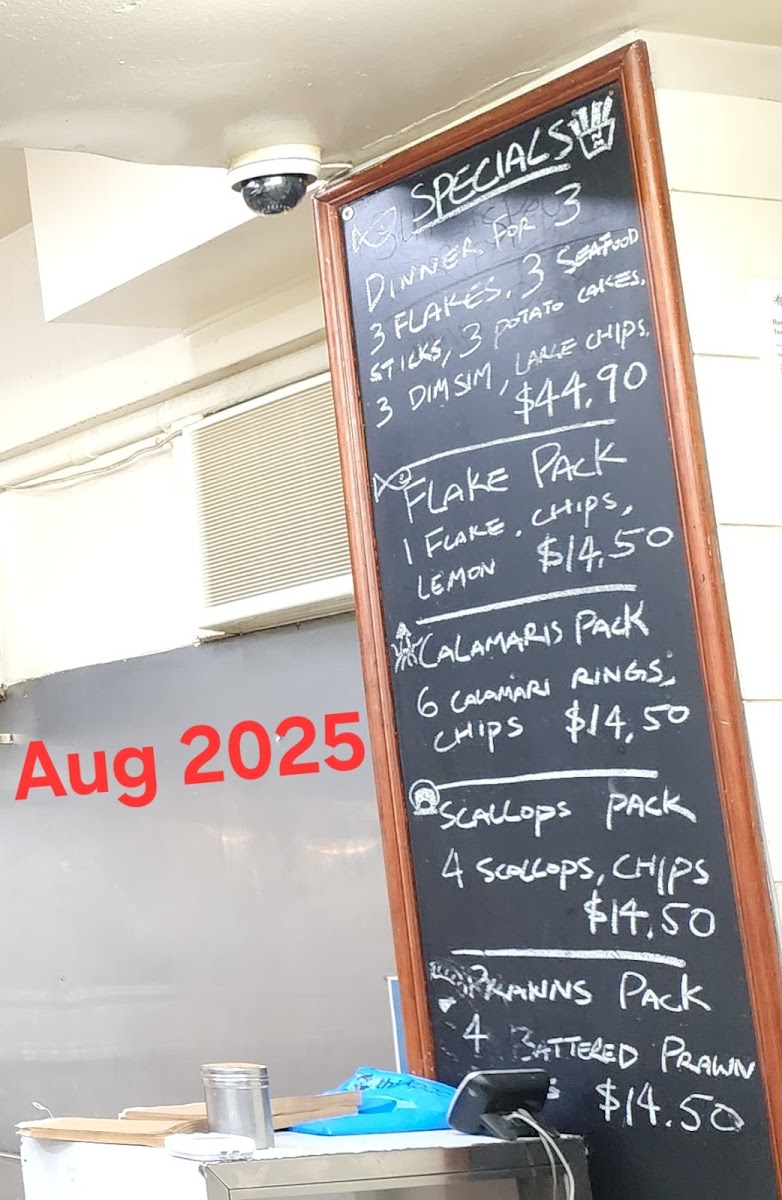 SPECIALS
DINNER FOR 3
3 FLAKES, 3 SEAFOOD
STICKS, 3 POTATO CAKES,
3 DIMSIM, LARGE CHIPS.
$44.90
FLAKE PACK
1 FLAKE, CHIPS,
LEMON $14.50
CALAMARIS PACK
6 CALAMARI RINGS,
CHIPS $14.50
Aug 2025
SCALLOPS PACK
4 SCALLOPS, CHIPS
$14.50
PRAWNS PACK
4 BATTERED PRAWN
$14.50